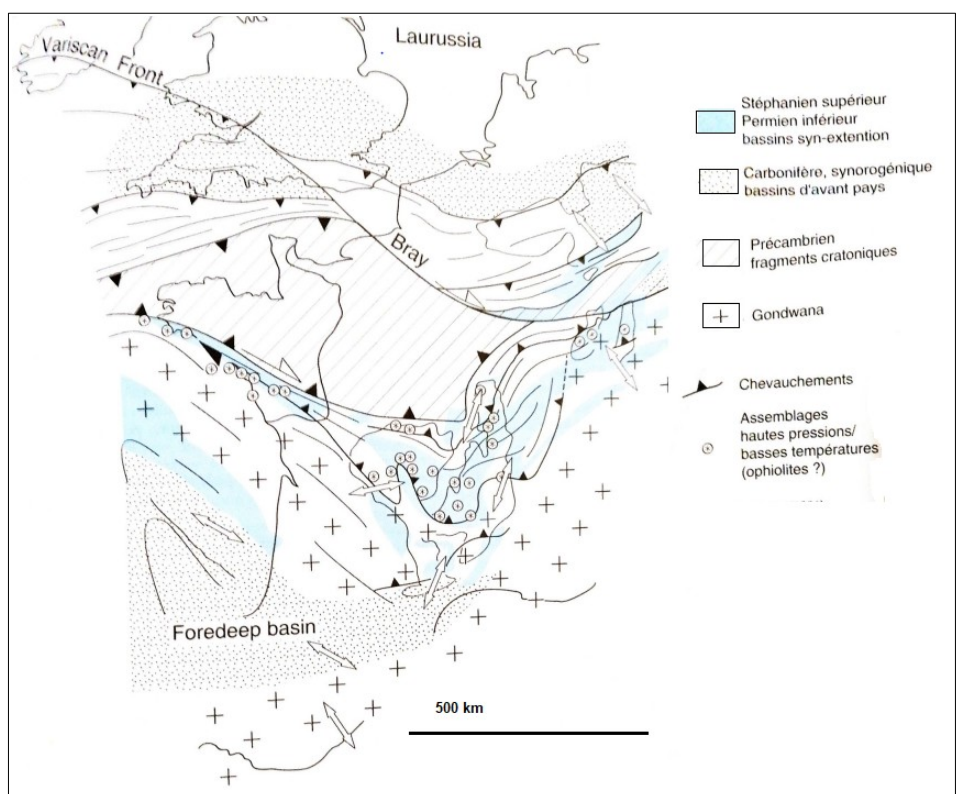 Laurussia
Variscan Front
Bray
Foredeep basin
500 km
Stéphanien supérieur
Permien inférieur
bassins syn-extention
Carbonifère, synorogénique
bassins d'avant pays
Précambrien
fragments cratoniques
Gondwana
Chevauchements
Assemblages
hautes pressions/
basses températures
(ophiolites ?)